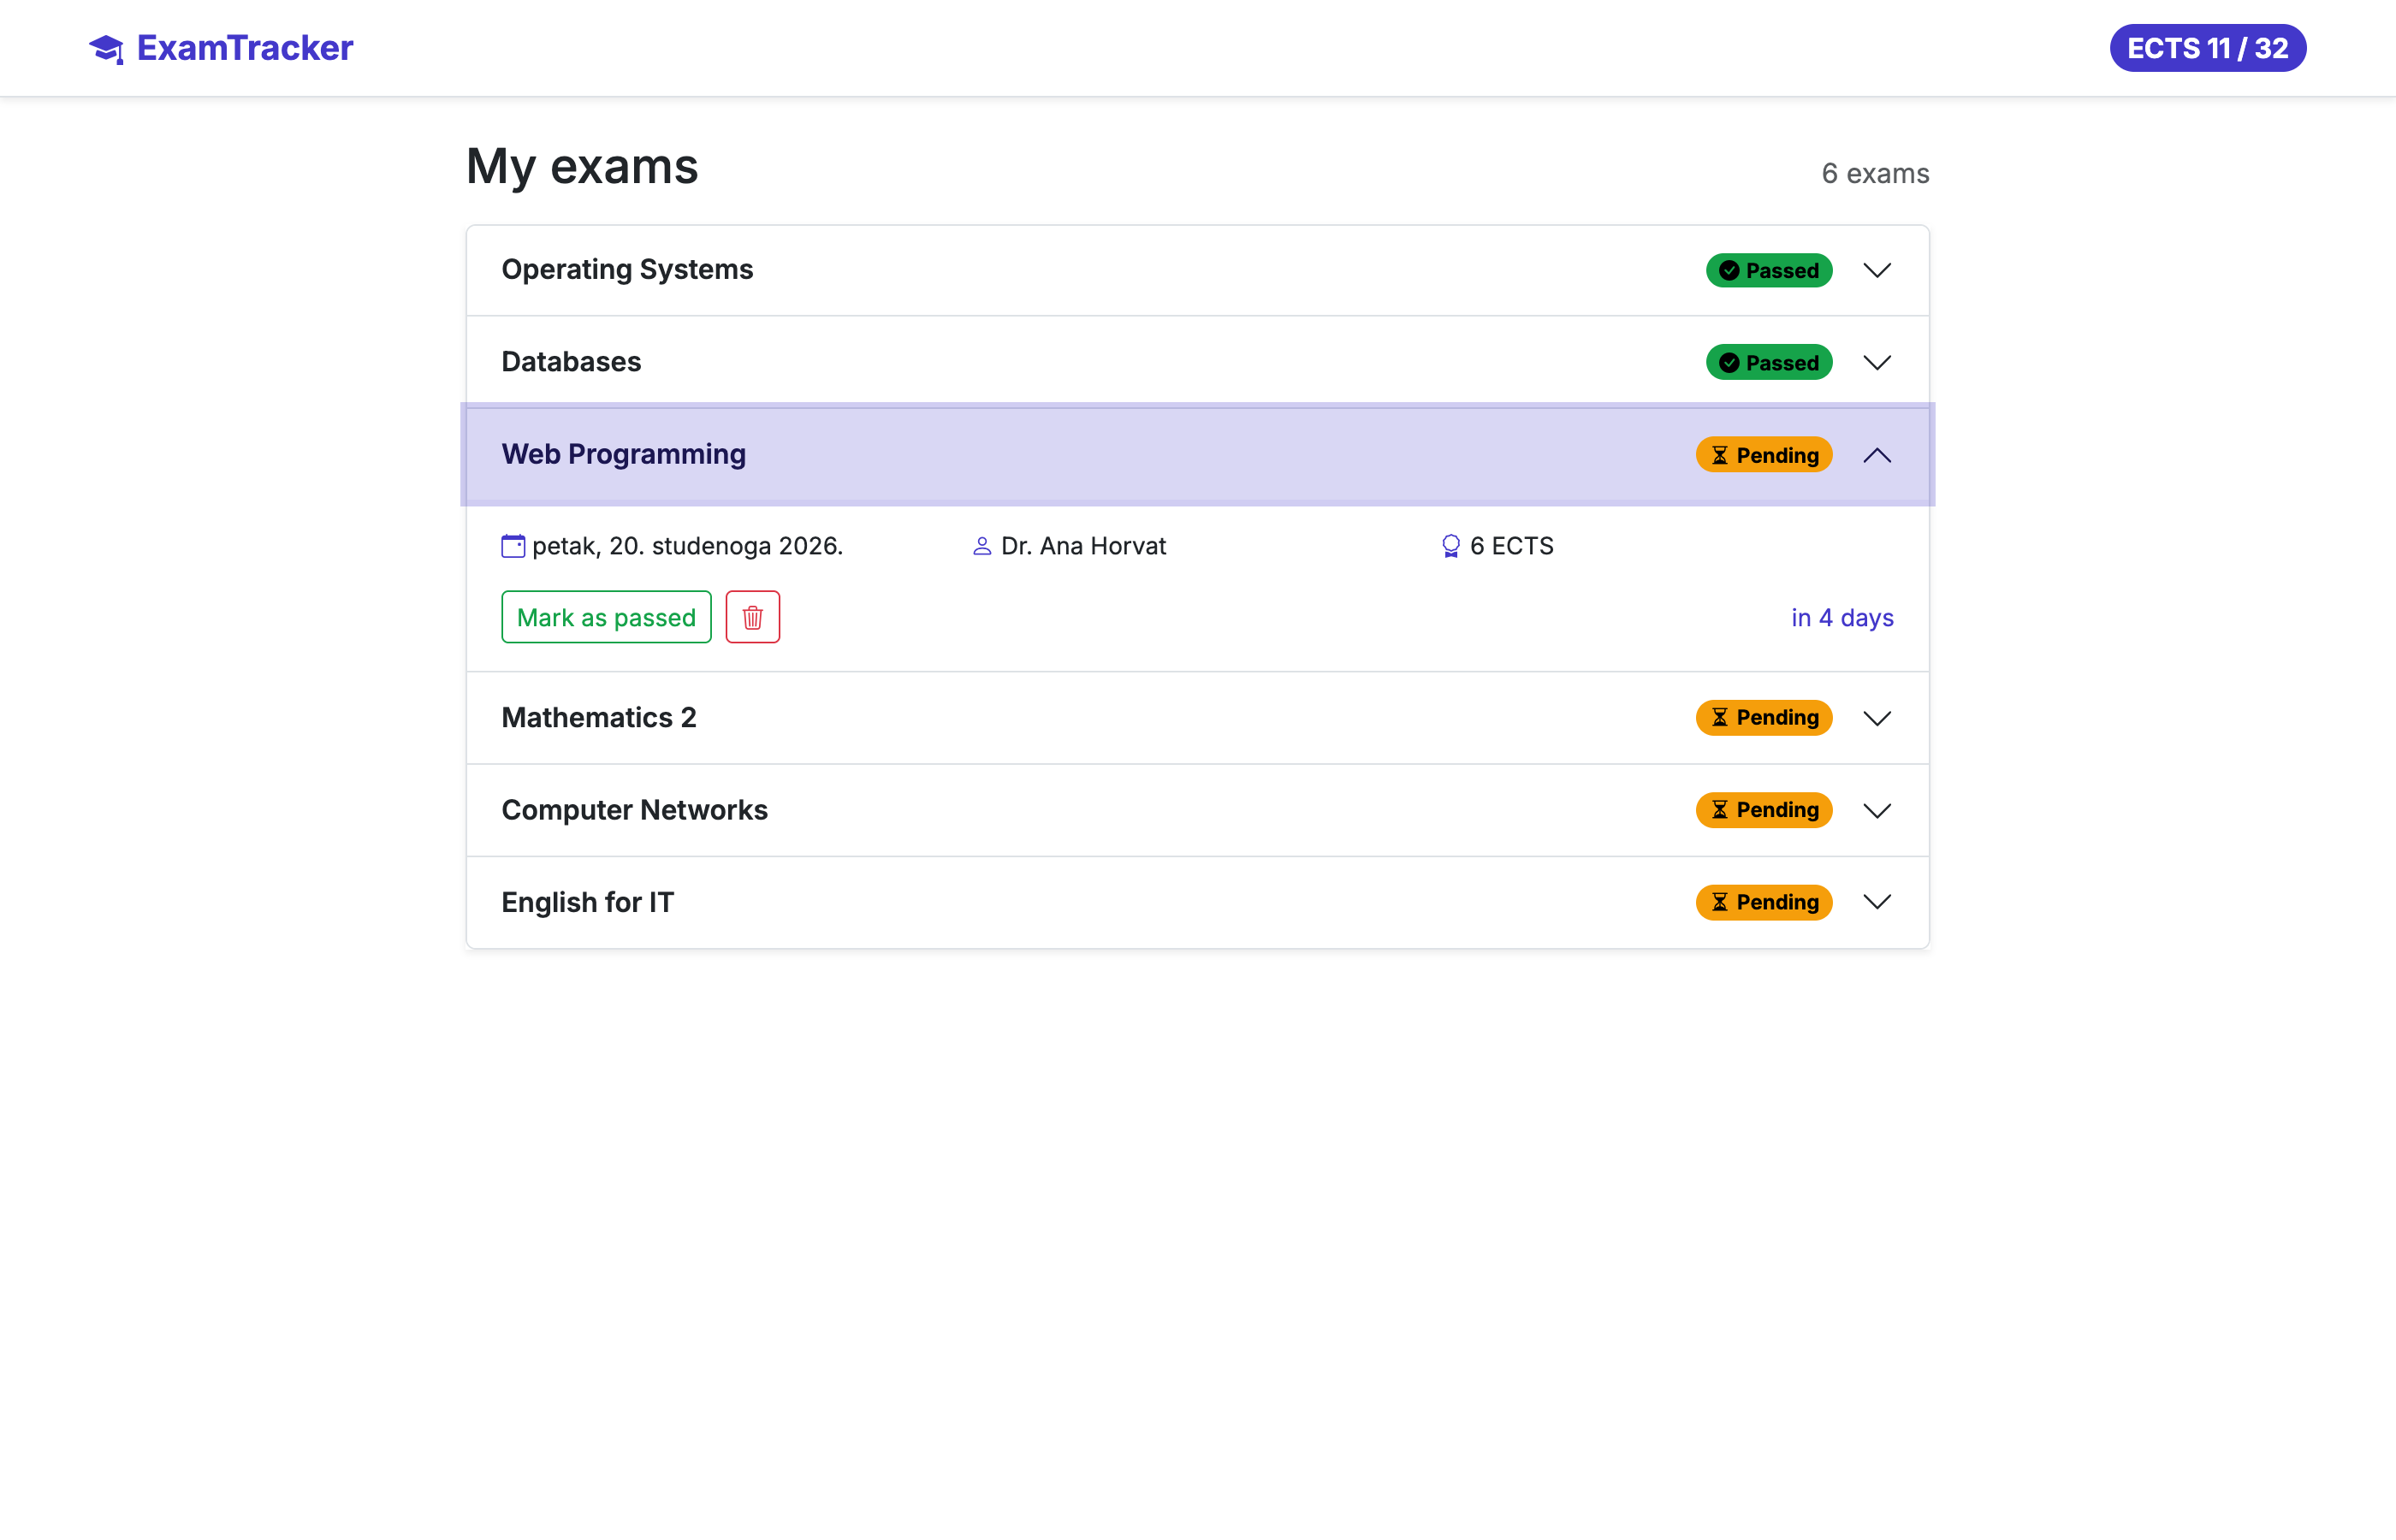 ExamTracker
ECTS 11 / 32
My exams
6 exams
Operating Systems
Passed
Databases
Passed
Web Programming
Pending
petak, 20. studenoga 2026.
Dr. Ana Horvat
6 ECTS
Mark as passed
in 4 days
Mathematics 2
Pending
Computer Networks
Pending
English for IT
Pending